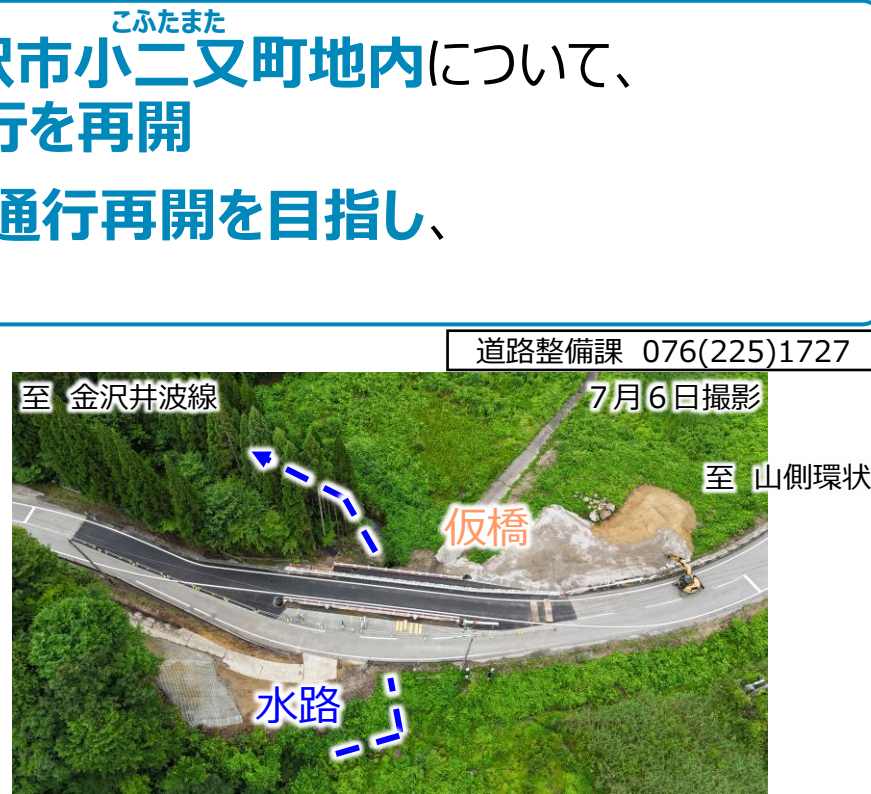 こふたまた
沢市小二又町地内について、
行を再開
通行再開を目指し、
道路整備課 076(225)1727
至 金沢井波線
7月6日撮影
至 山側環状
仮橋
水路